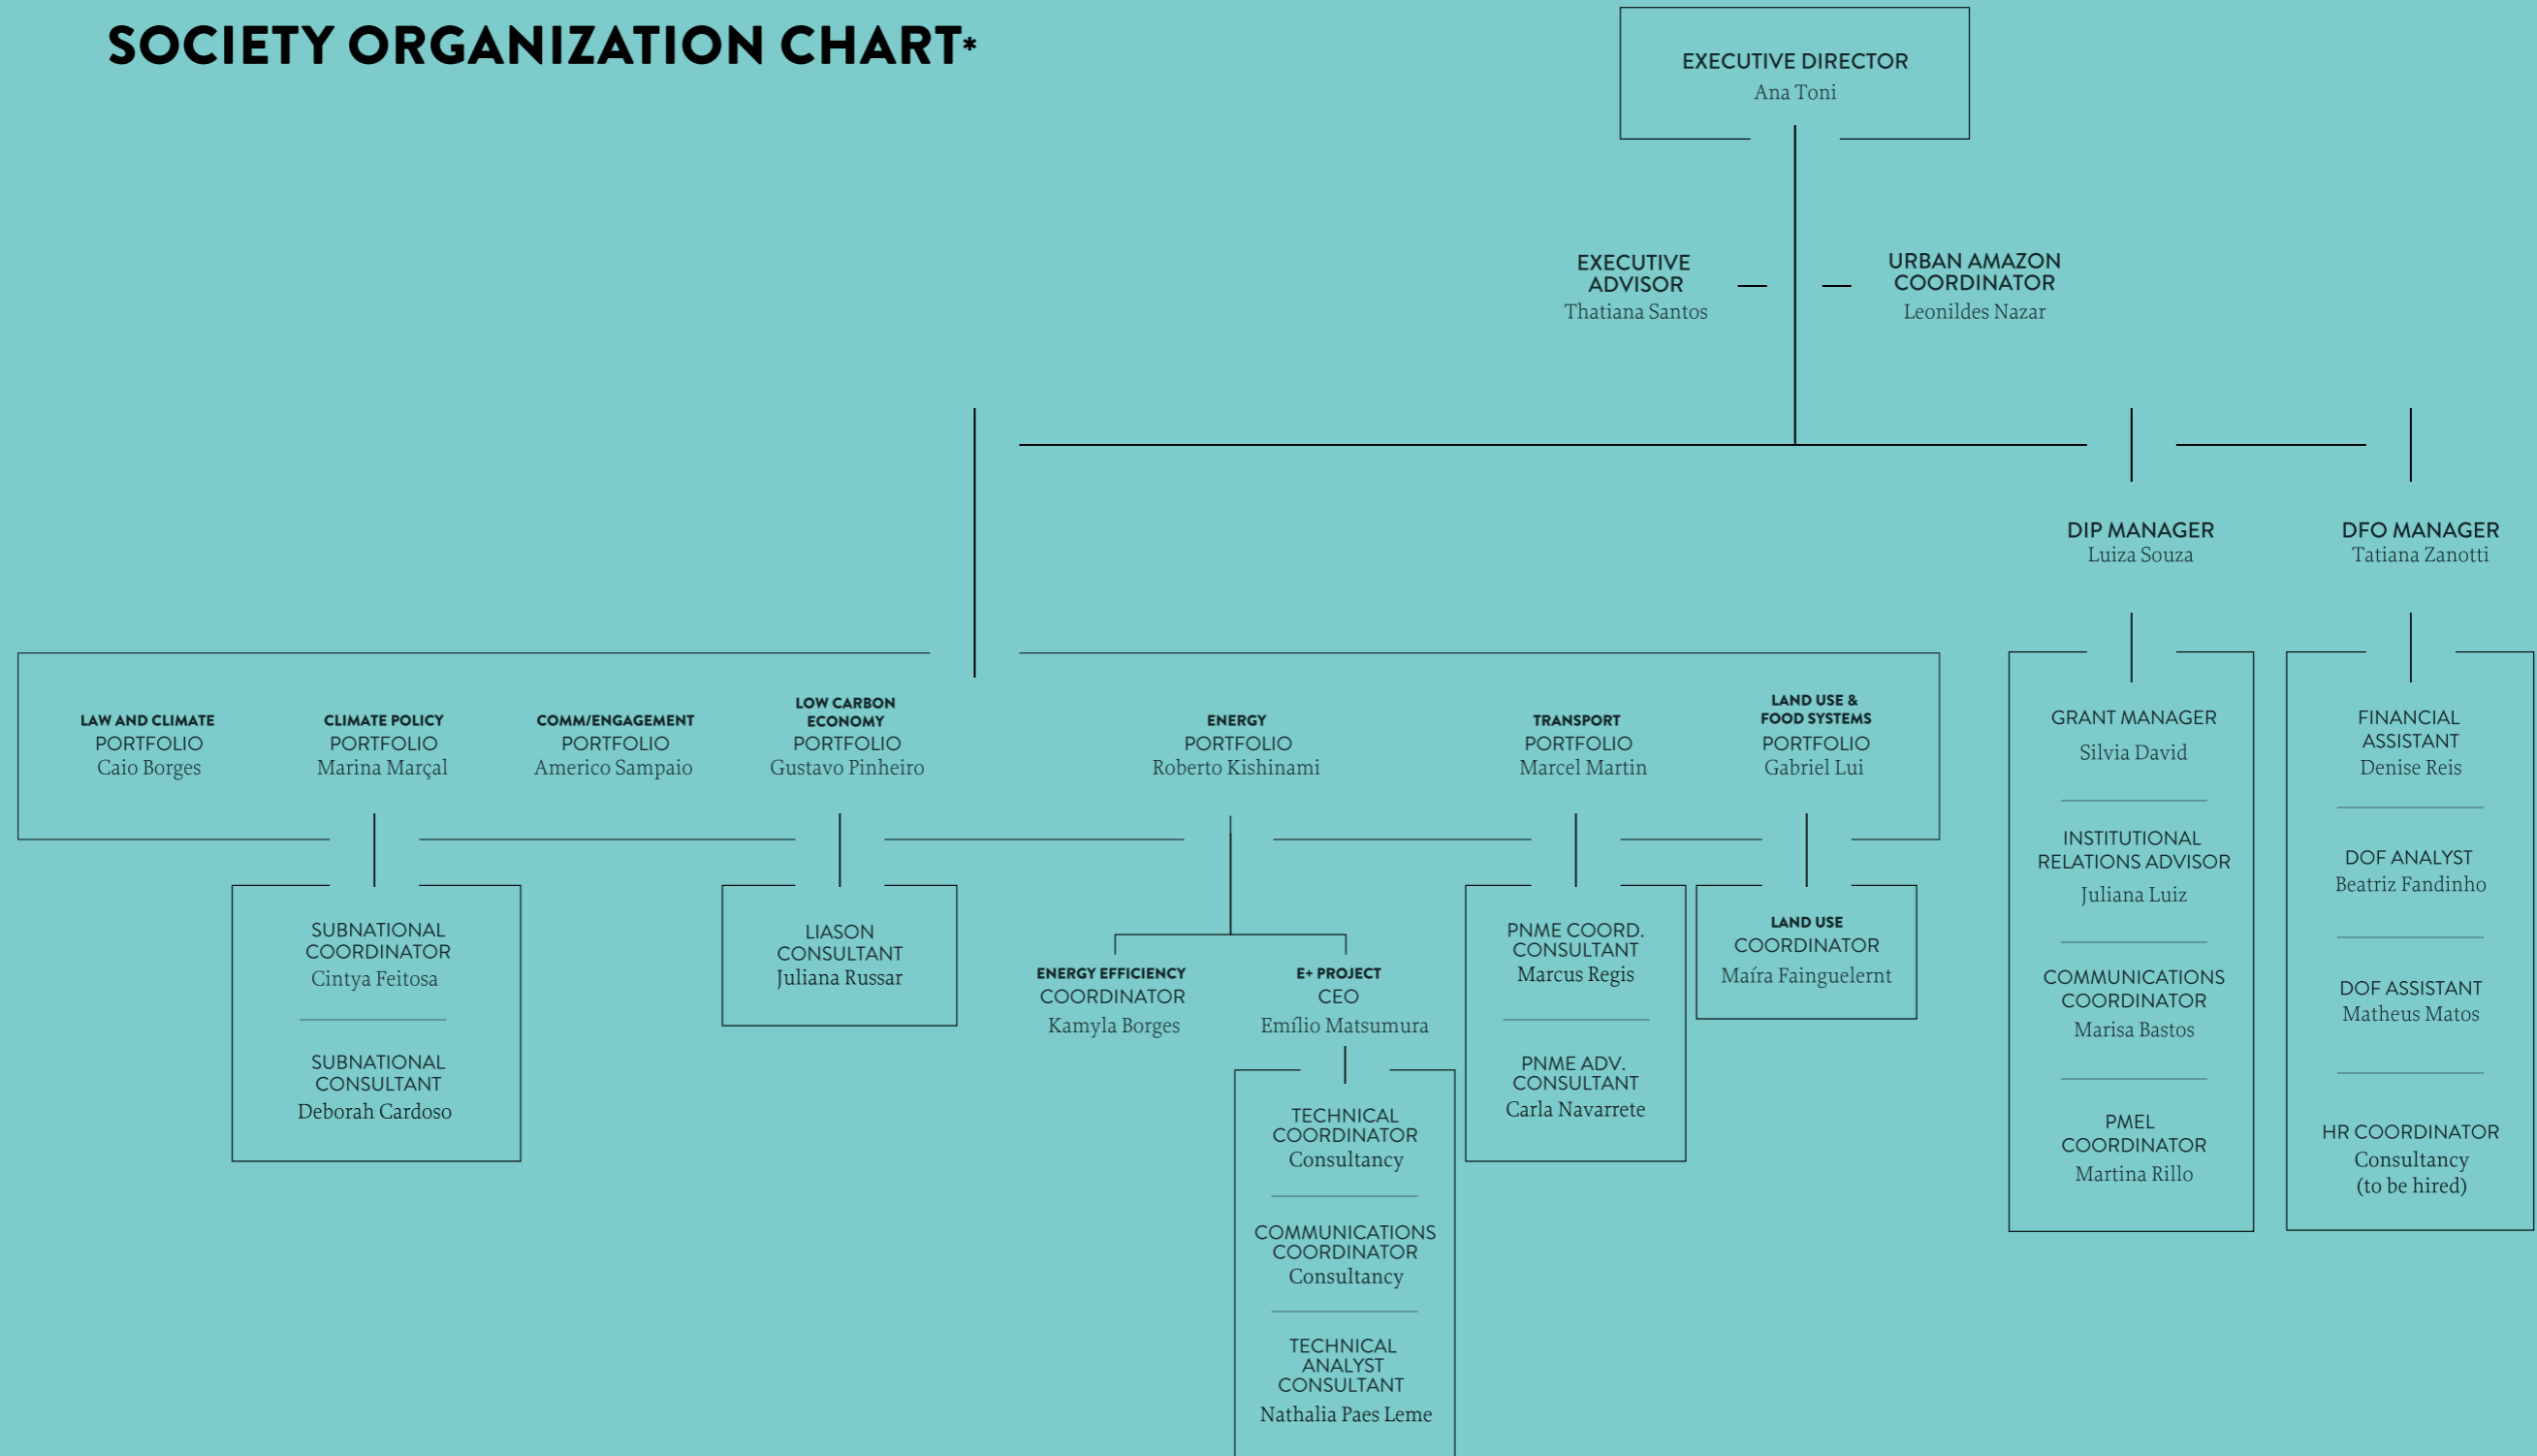 SOCIETY ORGANIZATION CHART*
EXECUTIVE DIRECTOR
Ana Toni
EXECUTIVE
ADVISOR
Thatiana Santos
URBAN AMAZON
COORDINATOR
Leonildes Nazar
DIP MANAGER
Luiza Souza
DFO MANAGER
Tatiana Zanotti
LAW AND CLIMATE
PORTFOLIO
Caio Borges
CLIMATE POLICY
PORTFOLIO
Marina Marçal
COMM/ENGAGEMENT
PORTFOLIO
Americo Sampaio
LOW CARBON
ECONOMY
PORTFOLIO
Gustavo Pinheiro
ENERGY
PORTFOLIO
Roberto Kishinami
TRANSPORT
PORTFOLIO
Marcel Martin
LAND USE &
FOOD SYSTEMS
PORTFOLIO
Gabriel Lui
SUBNATIONAL
COORDINATOR
Cintya Feitosa
SUBNATIONAL
CONSULTANT
Deborah Cardoso
LIASON
CONSULTANT
Juliana Russar
ENERGY EFFICIENCY
COORDINATOR
Kamyla Borges
E+ PROJECT
CEO
Emílio Matsumura
TECHNICAL
COORDINATOR
Consultancy
COMMUNICATIONS
COORDINATOR
Consultancy
TECHNICAL
ANALYST
CONSULTANT
Nathalia Paes Leme
PNME COORD.
CONSULTANT
Marcus Regis
PNME ADV.
CONSULTANT
Carla Navarrete
LAND USE
COORDINATOR
Maíra Fainguelernt
GRANT MANAGER
Silvia David
INSTITUTIONAL
RELATIONS ADVISOR
Juliana Luiz
COMMUNICATIONS
COORDINATOR
Marisa Bastos
PMEL
COORDINATOR
Martina Rillo
FINANCIAL
ASSISTANT
Denise Reis
DOF ANALYST
Beatriz Fandinho
DOF ASSISTANT
Matheus Matos
HR COORDINATOR
Consultancy
(to be hired)